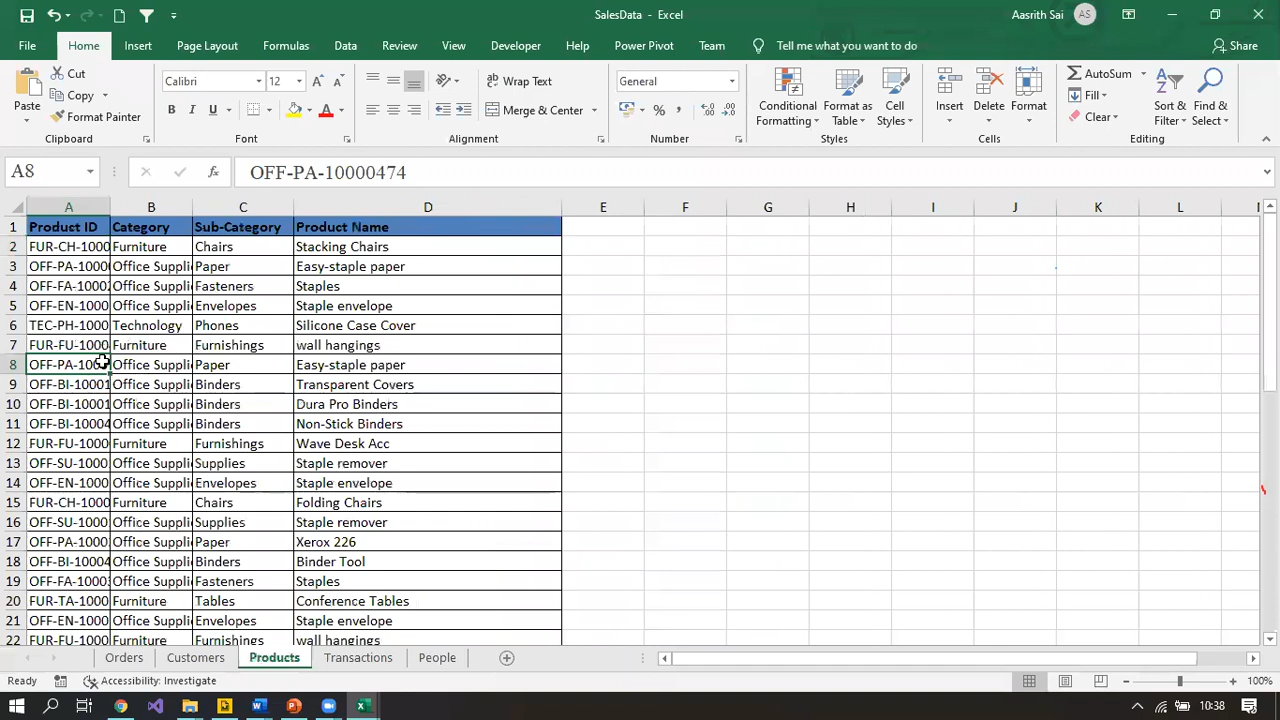 SalesData - Excel
Aasrith Sai
AS
File Home Insert Page Layout Formulas Data Review View Developer Help Power Pivot Team Tell me what you want to do Share
Paste
Cut
Copy
Format Painter
Clipboard
Calibri 12
B I U
Font
Wrap Text
Merge & Center
Alignment
General
Number
Conditional Formatting
Format as Table
Cell Styles
Styles
Insert
Delete
Format
Cells
AutoSum
Fill
Clear
Sort & Filter
Find & Select
Editing
A8 fx OFF-PA-10000474
A B C D E F G H I J K L
1 Product ID Category Sub-Category Product Name
2 FUR-CH-1000 Furniture Chairs Stacking Chairs
3 OFF-PA-1000 Office Suppli Paper Easy-staple paper
4 OFF-FA-1000 Office Suppli Fasteners Staples
5 OFF-EN-1000 Office Suppli Envelopes Staple envelope
6 TEC-PH-1000 Technology Phones Silicone Case Cover
7 FUR-FU-1000 Furniture Furnishings wall hangings
8 OFF-PA-10 Office Suppli Paper Easy-staple paper
9 OFF-BI-10001 Office Suppli Binders Transparent Covers
10 OFF-BI-10001 Office Suppli Binders Dura Pro Binders
11 OFF-BI-10004 Office Suppli Binders Non-Stick Binders
12 FUR-FU-1000 Furniture Furnishings Wave Desk Acc
13 OFF-SU-1000 Office Suppli Supplies Staple remover
14 OFF-EN-1000 Office Suppli Envelopes Staple envelope
15 FUR-CH-1000 Furniture Chairs Folding Chairs
16 OFF-SU-1000 Office Suppli Supplies Staple remover
17 OFF-PA-1000 Office Suppli Paper Xerox 226
18 OFF-BI-10004 Office Suppli Binders Binder Tool
19 OFF-FA-1000 Office Suppli Fasteners Staples
20 FUR-TA-1000 Furniture Tables Conference Tables
21 OFF-EN-1000 Office Suppli Envelopes Staple envelope
22 FUR-FU-1000 Furniture Furnishings wall hangings
Orders Customers Products Transactions People
Ready Accessibility: Investigate 100%
10:38